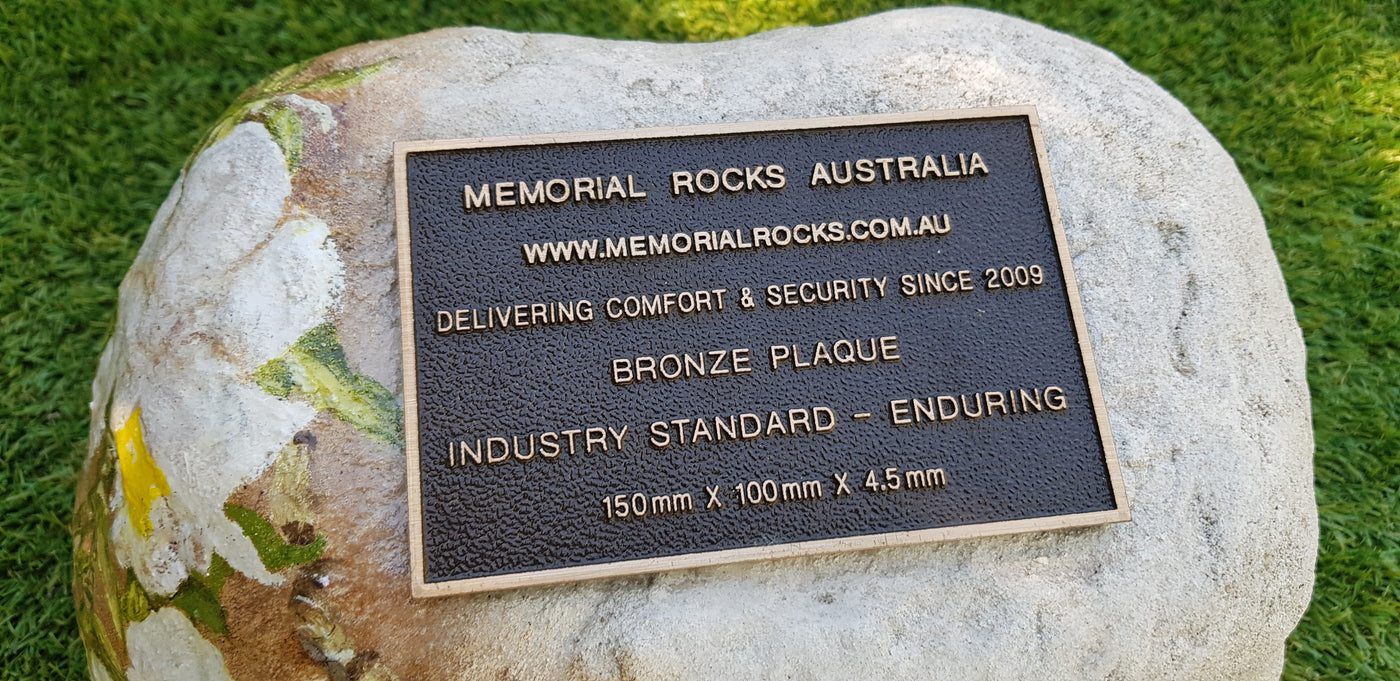 MEMORIAL ROCKS AUSTRALIA
WWW.MEMORIALROCKS.COM.AU
DELIVERING COMFORT & SECURITY SINCE 2009
BRONZE PLAQUE
INDUSTRY STANDARD - ENDURING
150mm X 100mm X 4.5mm